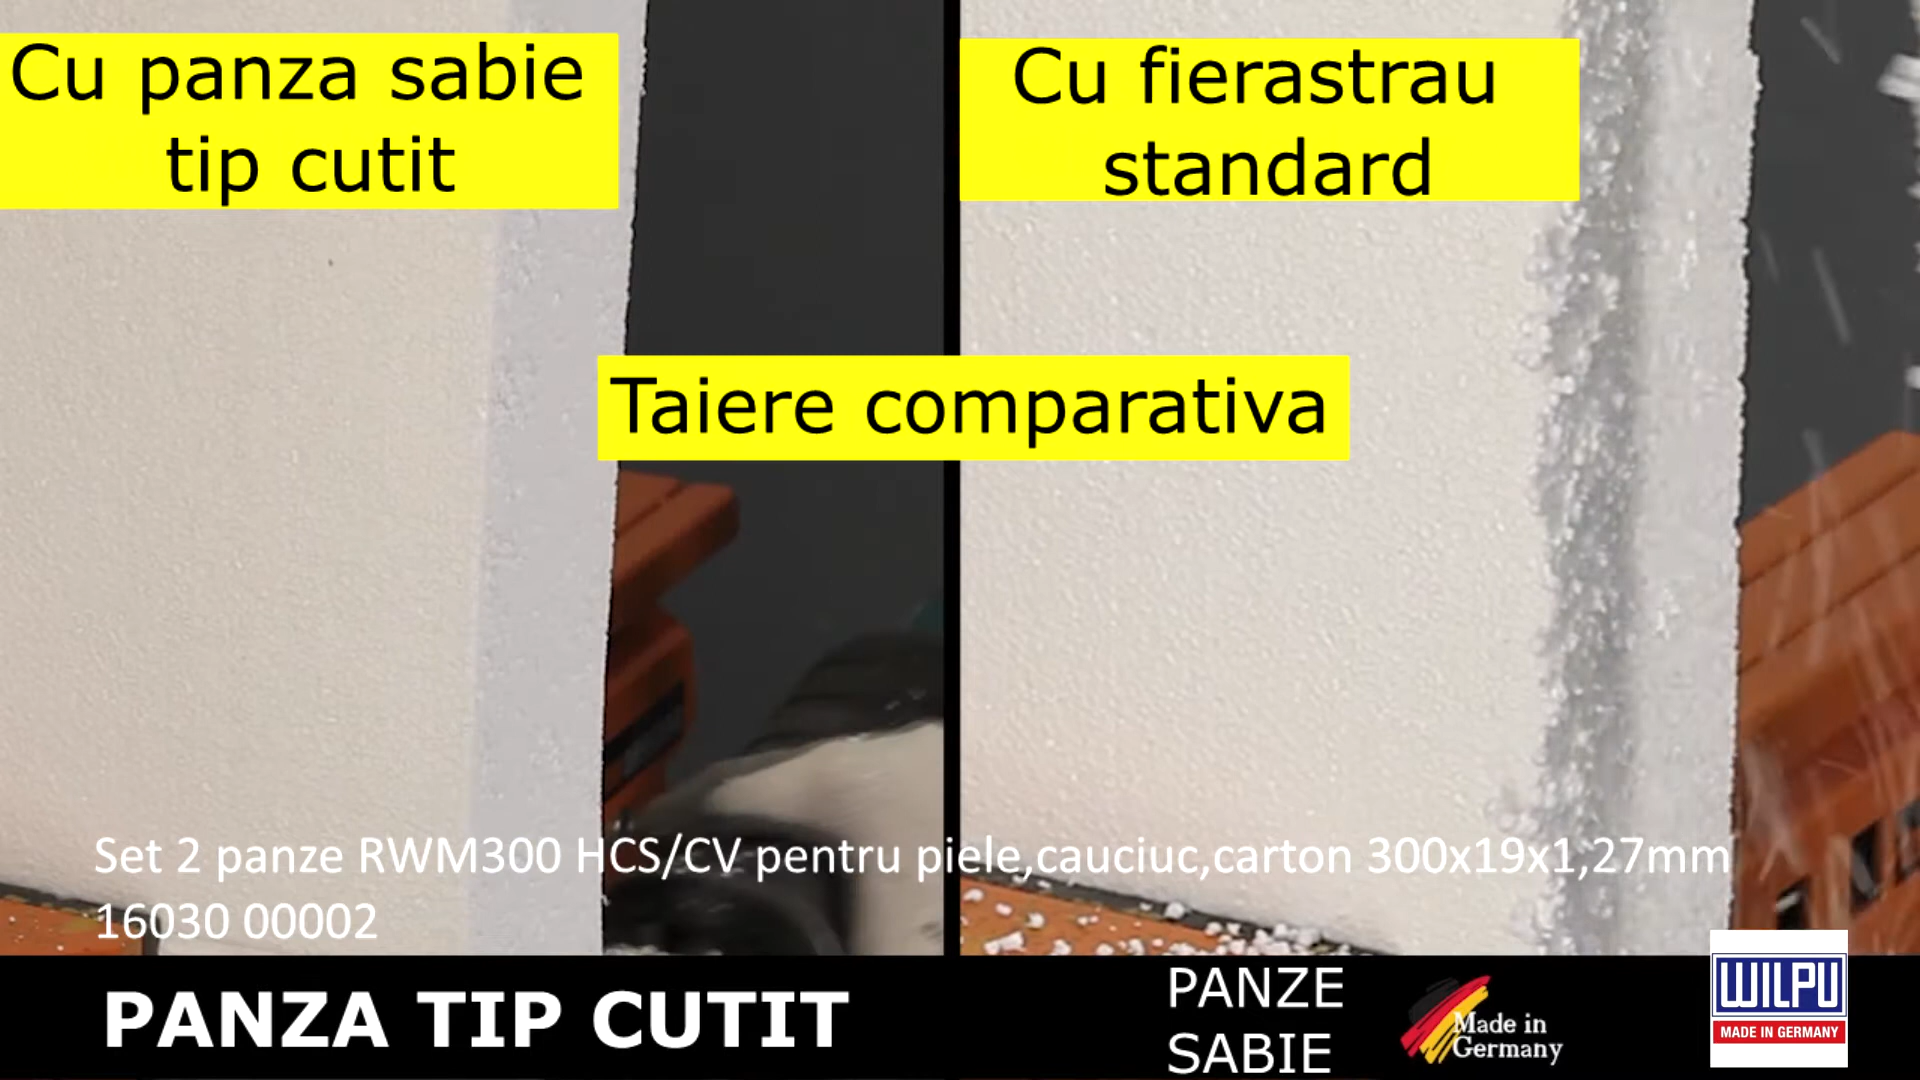 Cu panza sabie
tip cutit
Cu fierastrau
standard
Taiere comparativa
Set 2 panze RWM300 HCS/CV pentru piele,cauciuc,carton 300x19x1,27mm
16030 00002
PANZA TIP CUTIT
PANZE
SABIE
Made in
Germany
WILPU
MADE IN GERMANY